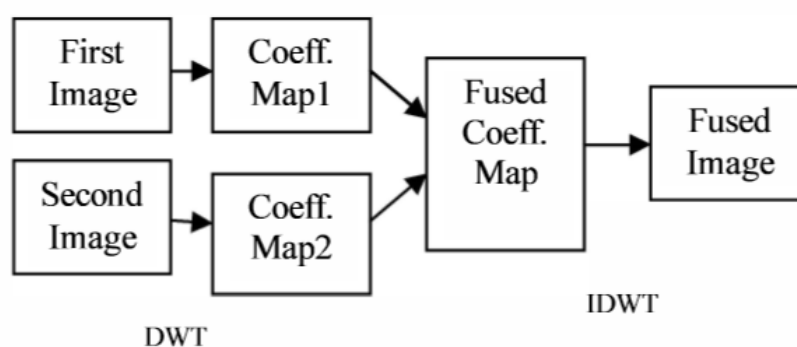 First
Image
Coeff.
Map1
Second
Image
Coeff.
Map2
Fused
Coeff.
Map
Fused
Image
DWT
IDWT